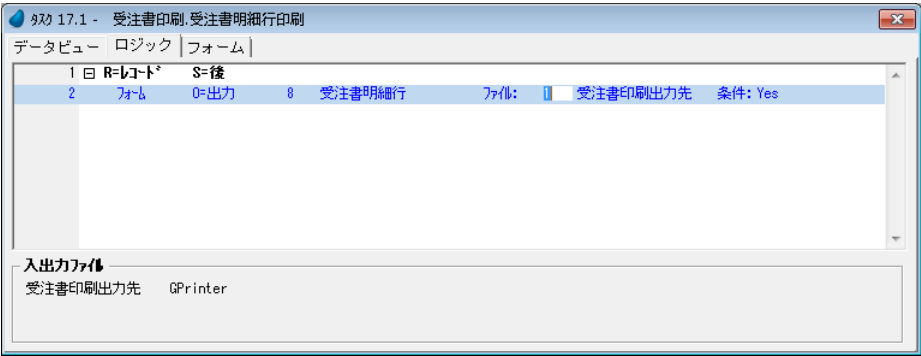 ﾀｽｸ 17.1 - 受注書印刷.受注書明細行印刷
データビュー ロジック フォーム
1 R=ﾚｺｰﾄﾞ S=後
2 ﾌｫｰﾑ O=出力 8 受注書明細行 ﾌｧｲﾙ: 1 受注書印刷出力先 条件: Yes
入出力ﾌｧｲﾙ
受注書印刷出力先 GPrinter